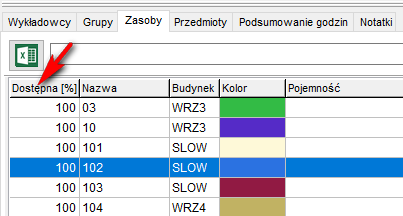 Wykładowcy Grupy Zasoby Przedmioty Podsumowanie godzin Notatki
Dostępna [%] Nazwa Budynek Kolor Pojemność
100 03 WRZ3
100 10 WRZ3
100 101 SLOW
100 102 SLOW
100 103 SLOW
100 104 WRZ4